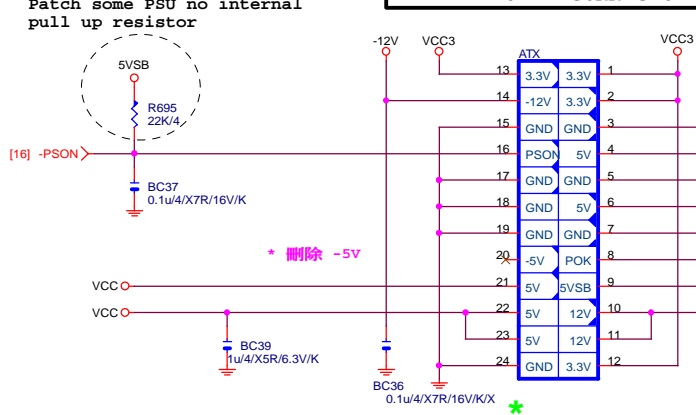 Patch some PSU no internal
pull up resistor
5VSB
R695
22K/4
[16] -PSON
BC37
0.1u/4/X7R/16V/K
* 刪除 -5V
VCC
VCC
BC39
1u/4/X5R/6.3V/K
-12V
VCC3
VCC3
BC36
0.1u/4/X7R/16V/K/X
ATX
13 3.3V 3.3V 1
14 -12V 3.3V 2
15 GND GND 3
16 PSON 5V 4
17 GND GND 5
18 GND 5V 6
19 GND GND 7
20 -5V POK 8
21 5V 5VSB 9
22 5V 12V 10
23 5V 12V 11
24 GND 3.3V 12
*